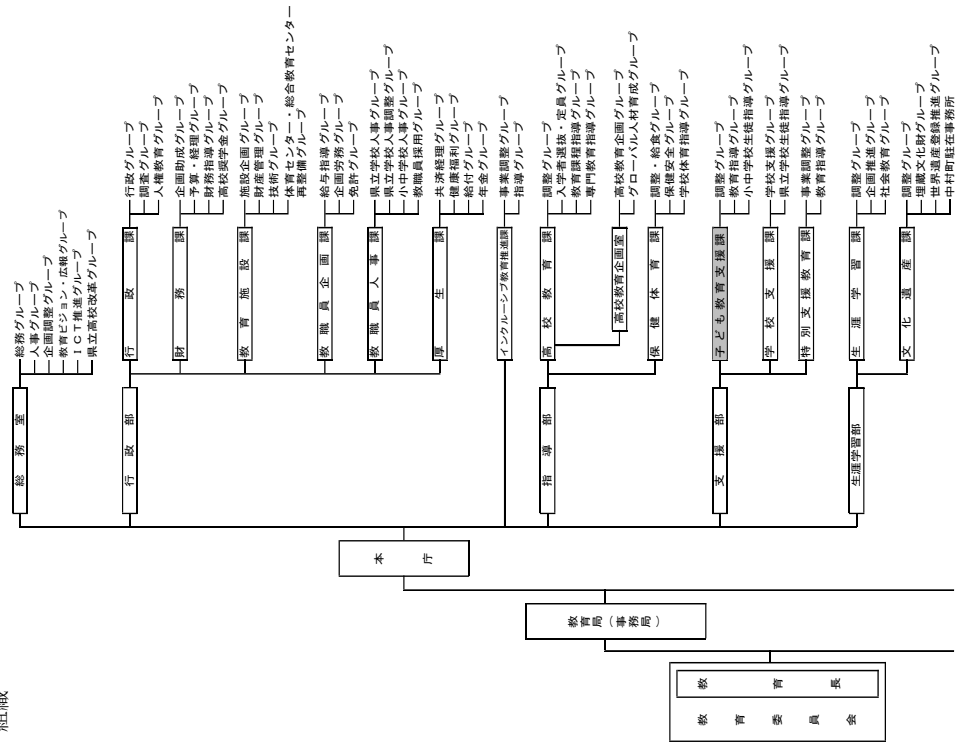 組織
教育委員会
教育長
教育局(事務局)
本庁
総務室
総務グループ
人事グループ
企画調整グループ
教育ビジョン・広報グループ
ICT推進グループ
県立高校改革グループ
行政部
行政課
行政グループ
調査グループ
人権教育グループ
財務課
企画助成グループ
予算・経理グループ
財務指導グループ
高校奨学金グループ
教育施設課
施設企画グループ
財産管理グループ
技術グループ
体育センター・総合教育センター
再整備グループ
教職員企画課
給与指導グループ
企画労務グループ
免許グループ
教職員人事課
県立学校人事グループ
県立学校人事調整グループ
小中学校人事グループ
教職員採用グループ
厚生課
共済経理グループ
健康福利グループ
給付グループ
年金グループ
インクルーシブ教育推進課
事業調整グループ
指導グループ
指導部
高校教育課
調整グループ
入学者選抜・定員グループ
教育課程指導グループ
専門教育指導グループ
高校教育企画室
高校教育企画グループ
グローバル人材育成グループ
保健体育課
調整・給食グループ
保健安全グループ
学校体育指導グループ
支援部
子ども教育支援課
調整グループ
教育指導グループ
小中学校生徒指導グループ
学校支援課
学校支援グループ
県立学校生徒指導グループ
特別支援教育課
事業調整グループ
教育指導グループ
生涯学習部
生涯学習課
調整グループ
企画推進グループ
社会教育グループ
文化遺産課
調整グループ
埋蔵文化財グループ
世界遺産登録推進グループ
中村町駐在事務所